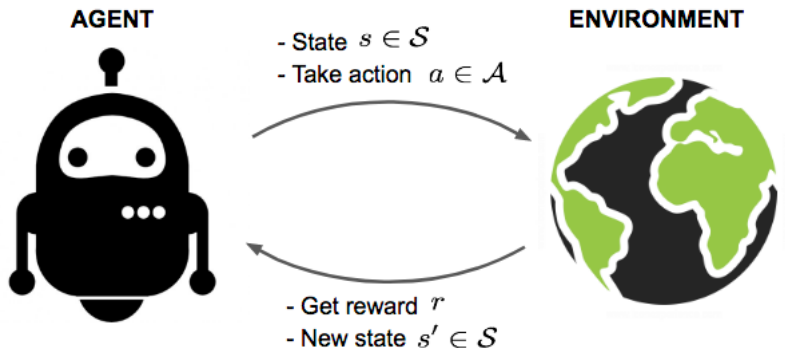 AGENT
ENVIRONMENT
- State s ∈ 𝒮
- Take action a ∈ 𝒜
- Get reward r
- New state s′ ∈ 𝒮